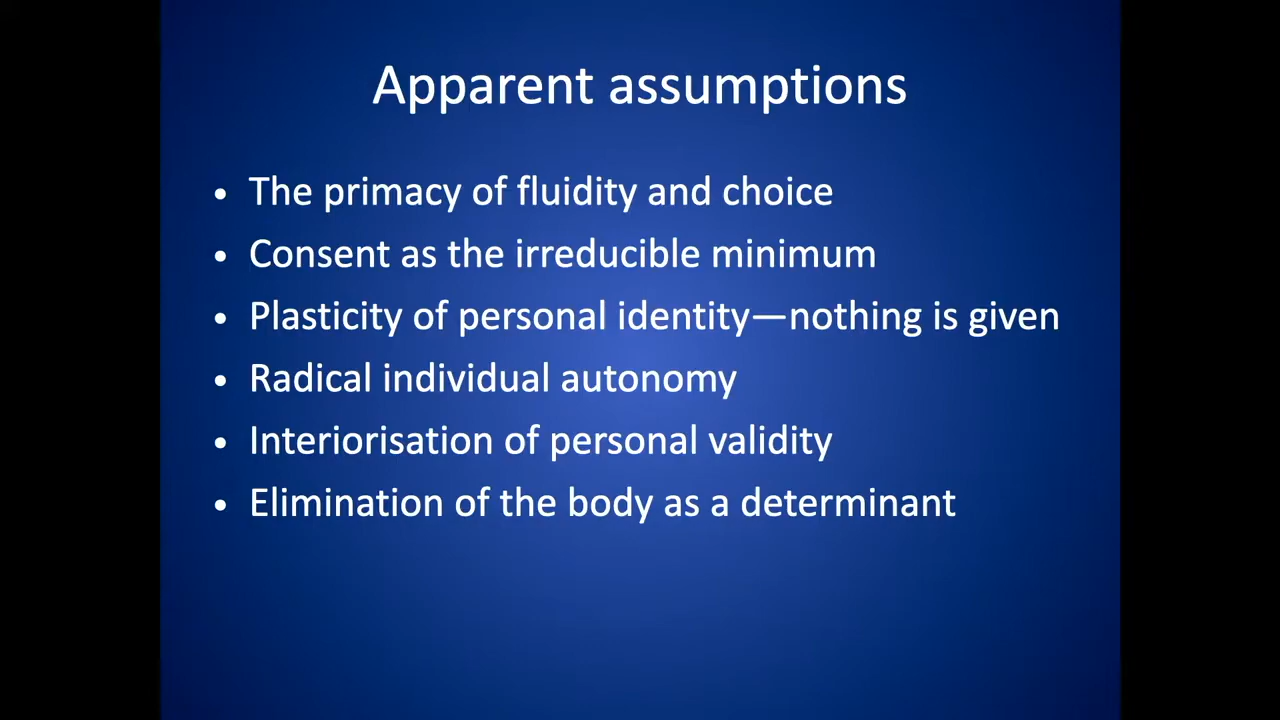 Apparent assumptions
• The primacy of fluidity and choice
• Consent as the irreducible minimum
• Plasticity of personal identity—nothing is given
• Radical individual autonomy
• Interiorisation of personal validity
• Elimination of the body as a determinant